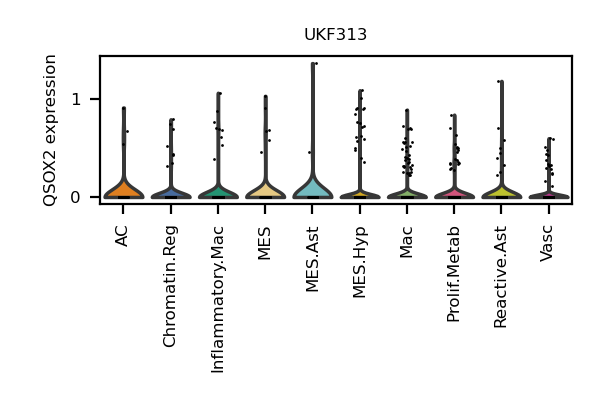 UKF313
QSOX2 expression
1
0
AC
Chromatin.Reg
Inflammatory.Mac
MES
MES.Ast
MES.Hyp
Mac
Prolif.Metab
Reactive.Ast
Vasc